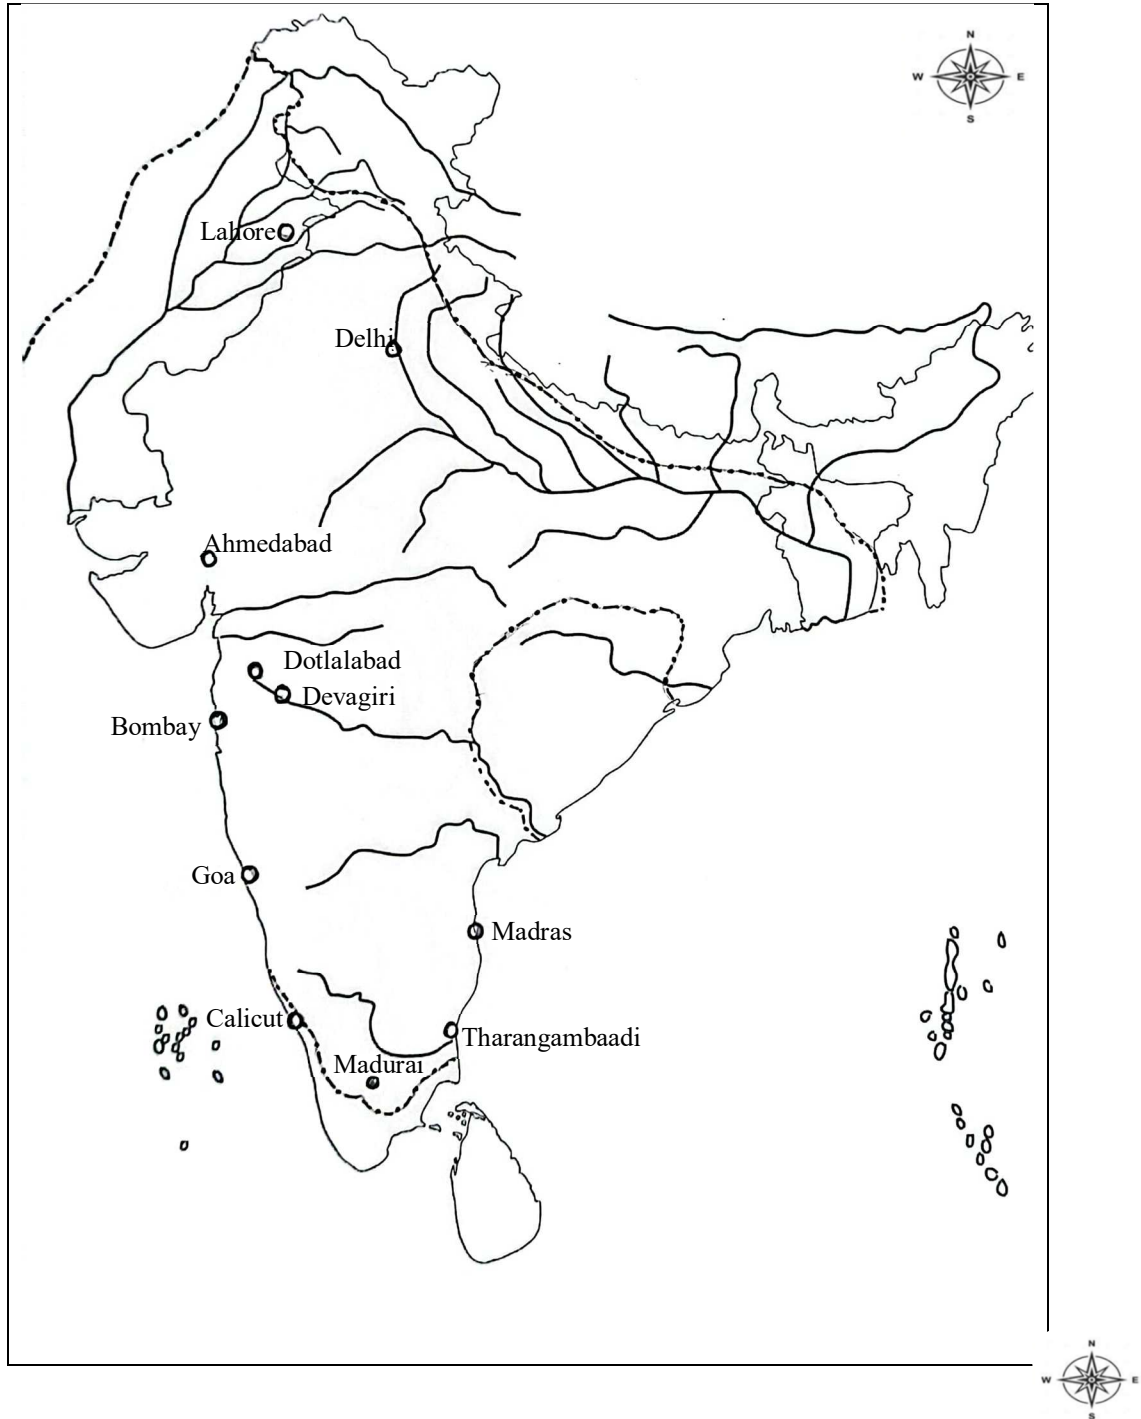 N
W E
S
Lahore
Delhi
Ahmedabad
Dotlalabad
Devagiri
Bombay
Goa
Madras
Calicut
Tharangambaadi
Madurai
N
W E
S